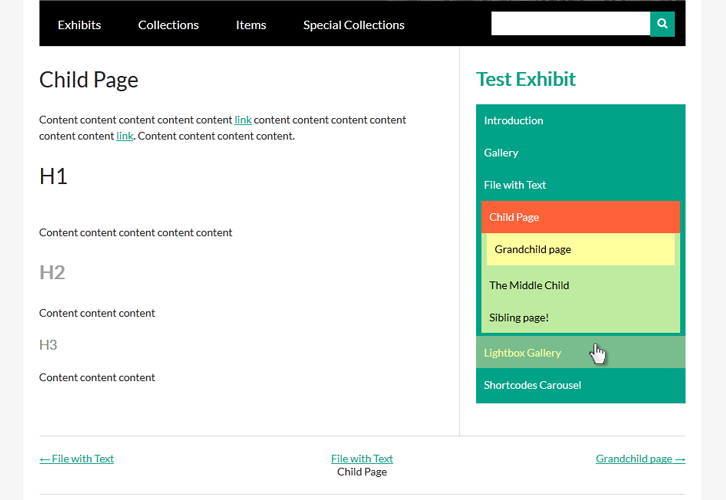 Exhibits Collections Items Special Collections
Child Page
Content content content content content link content content content content
content content link. Content content content content.
H1
Content content content content content
H2
Content content content
H3
Content content content
Test Exhibit
Introduction
Gallery
File with Text
Child Page
Grandchild page
The Middle Child
Sibling page!
Lightbox Gallery
Shortcodes Carousel
← File with Text
File with Text
Child Page
Grandchild page →